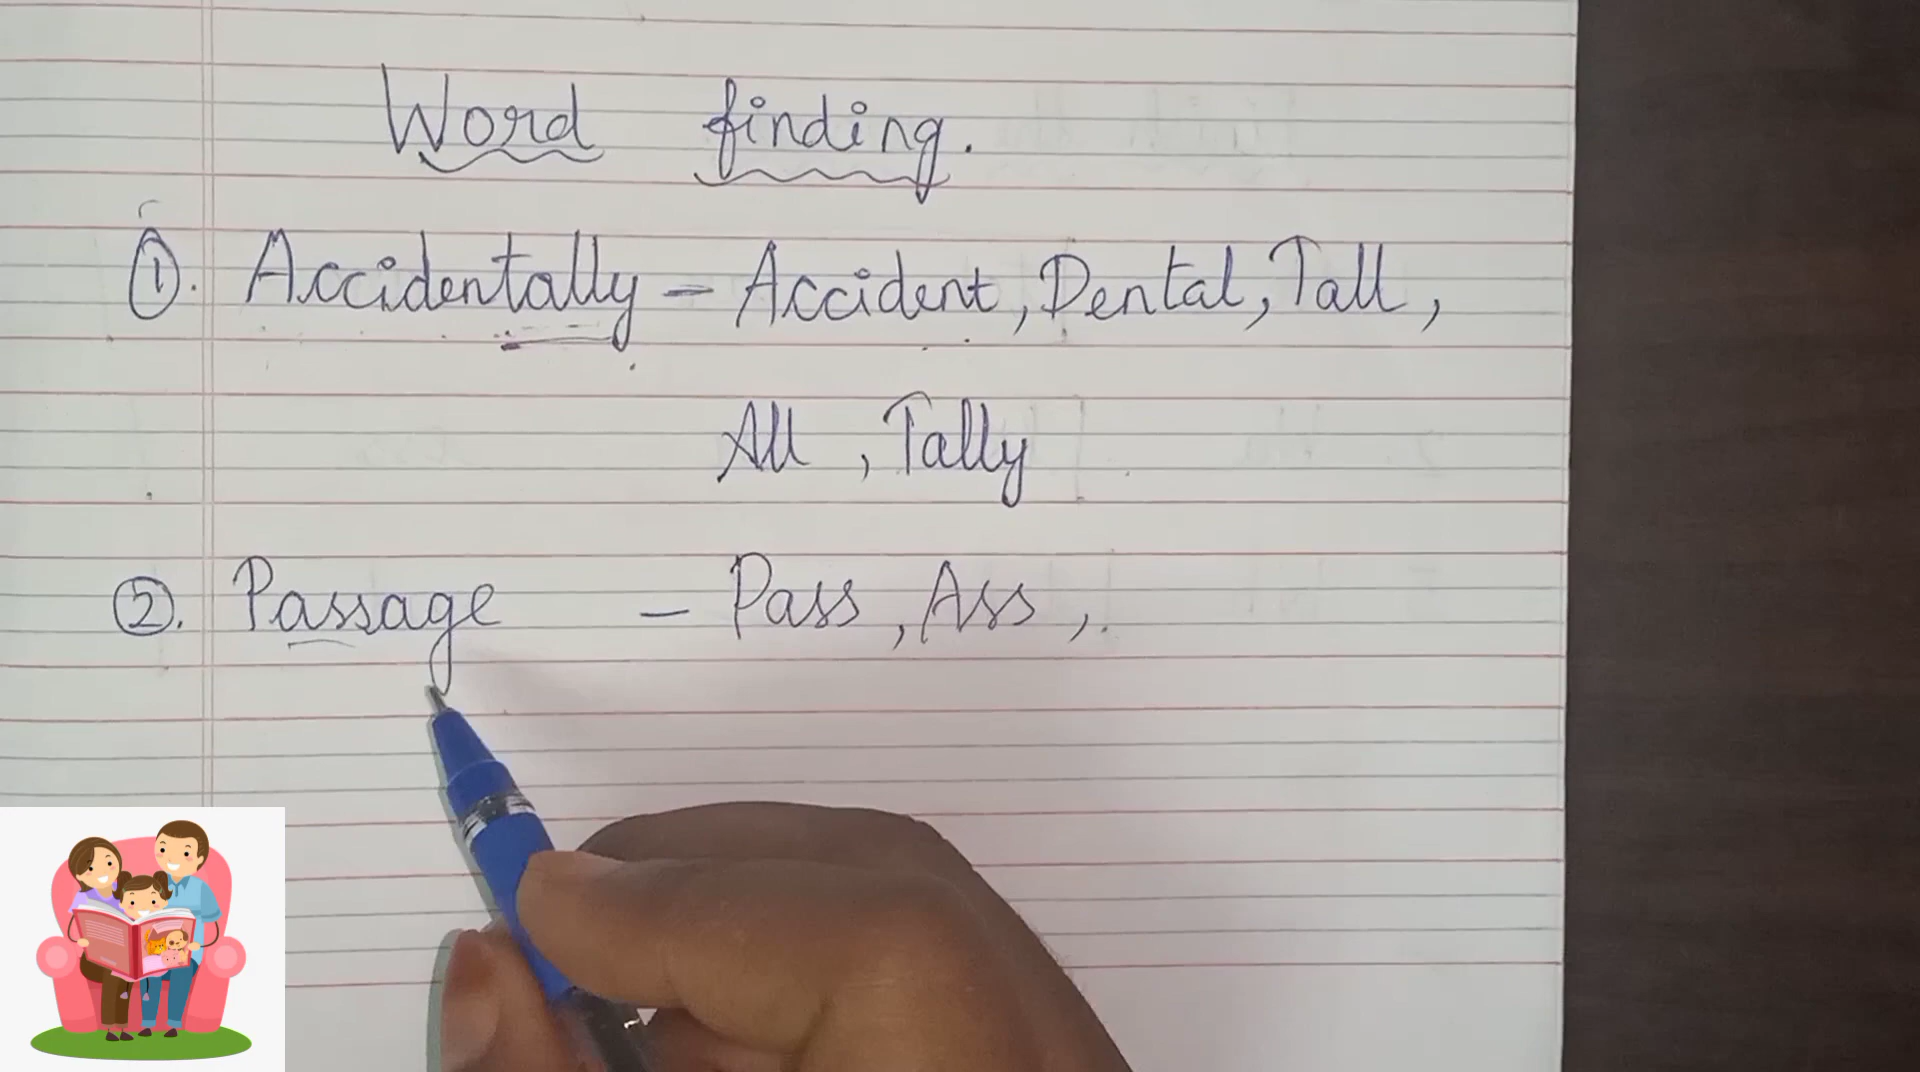 Word finding.
①. Accidentally - Accident, Dental, Tall,
All, Tally
②. Passage - Pass, Ass,